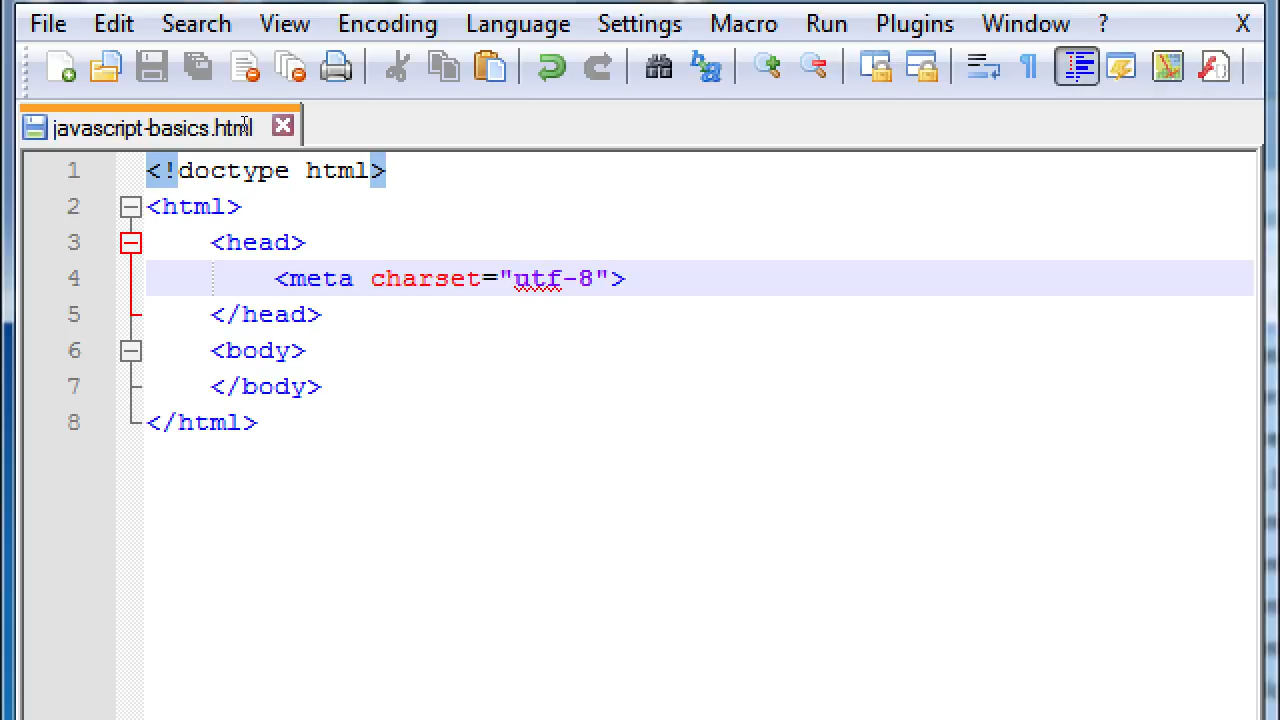 File Edit Search View Encoding Language Settings Macro Run Plugins Window ? X
javascript-basics.html
1 <!doctype html>
2 <html>
3 <head>
4 <meta charset="utf-8">
5 </head>
6 <body>
7 </body>
8 </html>